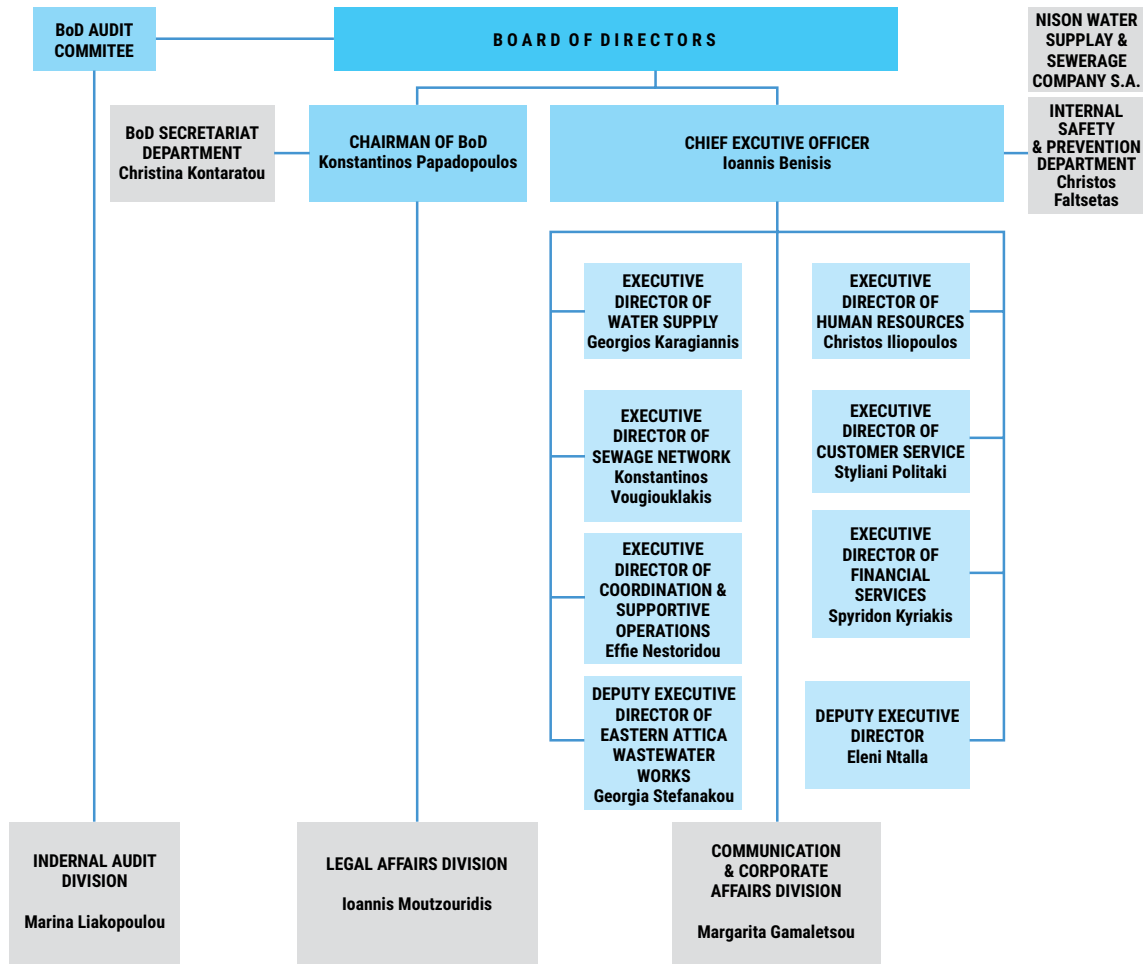 BoD AUDIT
COMMITEE
BOARD OF DIRECTORS
NISON WATER
SUPPLAY &
SEWERAGE
COMPANY S.A.
BoD SECRETARIAT
DEPARTMENT
Christina Kontaratou
CHAIRMAN OF BoD
Konstantinos Papadopoulos
CHIEF EXCUTIVE OFFICER
Ioannis Benisis
INTERNAL
SAFETY
& PREVENTION
DEPARTMENT
Christos
Faltsetas
EXECUTIVE
DIRECTOR OF
WATER SUPPLY
Georgios Karagiannis
EXECUTIVE
DIRECTOR OF
HUMAN RESOURCES
Christos Iliopoulos
EXECUTIVE
DIRECTOR OF
SEWAGE NETWORK
Konstantinos
Vougiouklakis
EXECUTIVE
DIRECTOR OF
CUSTOMER SERVICE
Styliani Politaki
EXECUTIVE
DIRECTOR OF
COORDINATION &
SUPPORTIVE
OPERATIONS
Effie Nestoridou
EXECUTIVE
DIRECTOR OF
FINANCIAL
SERVICES
Spyridon Kyriakis
DEPUTY EXECUTIVE
DIRECTOR OF
EASTERN ATTICA
WASTEWATER
WORKS
Georgia Stefanakou
DEPUTY EXECUTIVE
DIRECTOR
Eleni Ntalla
INDERNAL AUDIT
DIVISION
Marina Liakopoulou
LEGAL AFFAIRS DIVISION
Ioannis Moutzouridis
COMMUNICATION
& CORPORATE
AFFAIRS DIVISION
Margarita Gamaletsou